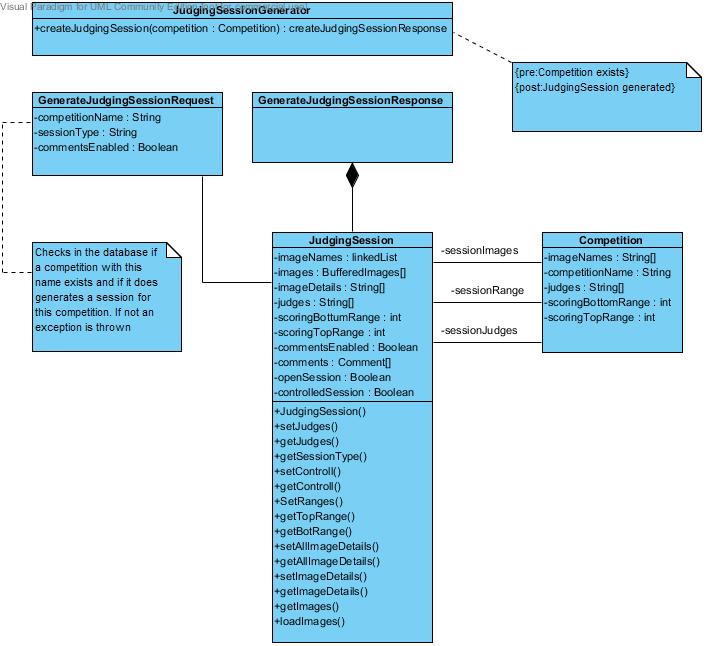 Visual Paradigm for UML Community Edition [not for commercial use]
JudgingSessionGenerator
+createJudgingSession(competition : Competition) : createJudgingSessionResponse
{pre:Competition exists}
{post:JudgingSession generated}
GenerateJudgingSessionRequest
-competitionName : String
-sessionType : String
-commentsEnabled : Boolean
GenerateJudgingSessionResponse
Checks in the database if
a competition with this
name exists and if it does
generates a session for
this competition. If not an
exception is thrown
JudgingSession
-imageNames : linkedList
-images : BufferedImages[]
-imageDetails : String[]
-judges : String[]
-scoringBottumRange : int
-scoringTopRange : int
-commentsEnabled : Boolean
-comments : Comment[]
-openSession : Boolean
-controlledSession : Boolean
+JudgingSession()
+setJudges()
+getJudges()
+getSessionType()
+setControll()
+getControll()
+SetRanges()
+getTopRange()
+getBotRange()
+setAllImageDetails()
+getAllImageDetails()
+setImageDetails()
+getImageDetails()
+getImages()
+loadImages()
-sessionImages
-sessionRange
-sessionJudges
Competition
-imageNames : String[]
-competitionName : String
-judges : String[]
-scoringBottomRange : int
-scoringTopRange : int